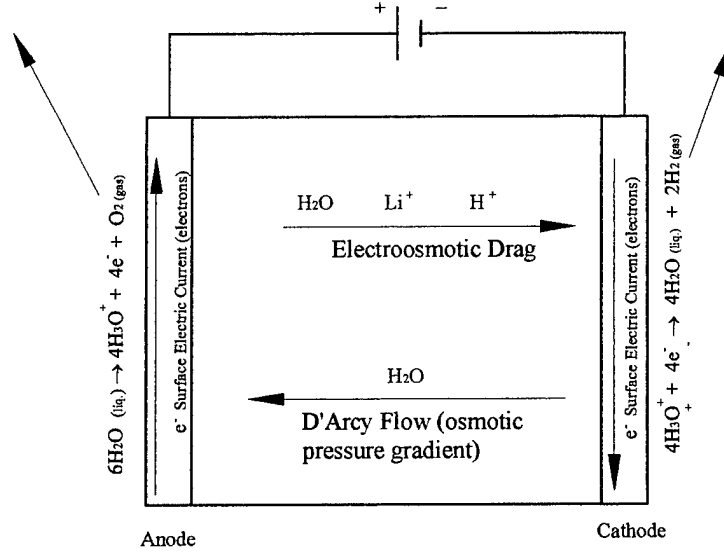 + −
6H₂O (liq.) → 4H₃O⁺ + 4e⁻ + O₂ (gas)
e⁻ Surface Electric Current (electrons)
H₂O Li⁺ H⁺
Electroosmotic Drag
H₂O
D'Arcy Flow (osmotic
pressure gradient)
e⁻ Surface Electric Current (electrons)
4H₃O⁺ + 4e⁻ → 4H₂O (liq.) + 2H₂ (gas)
+
Anode
Cathode